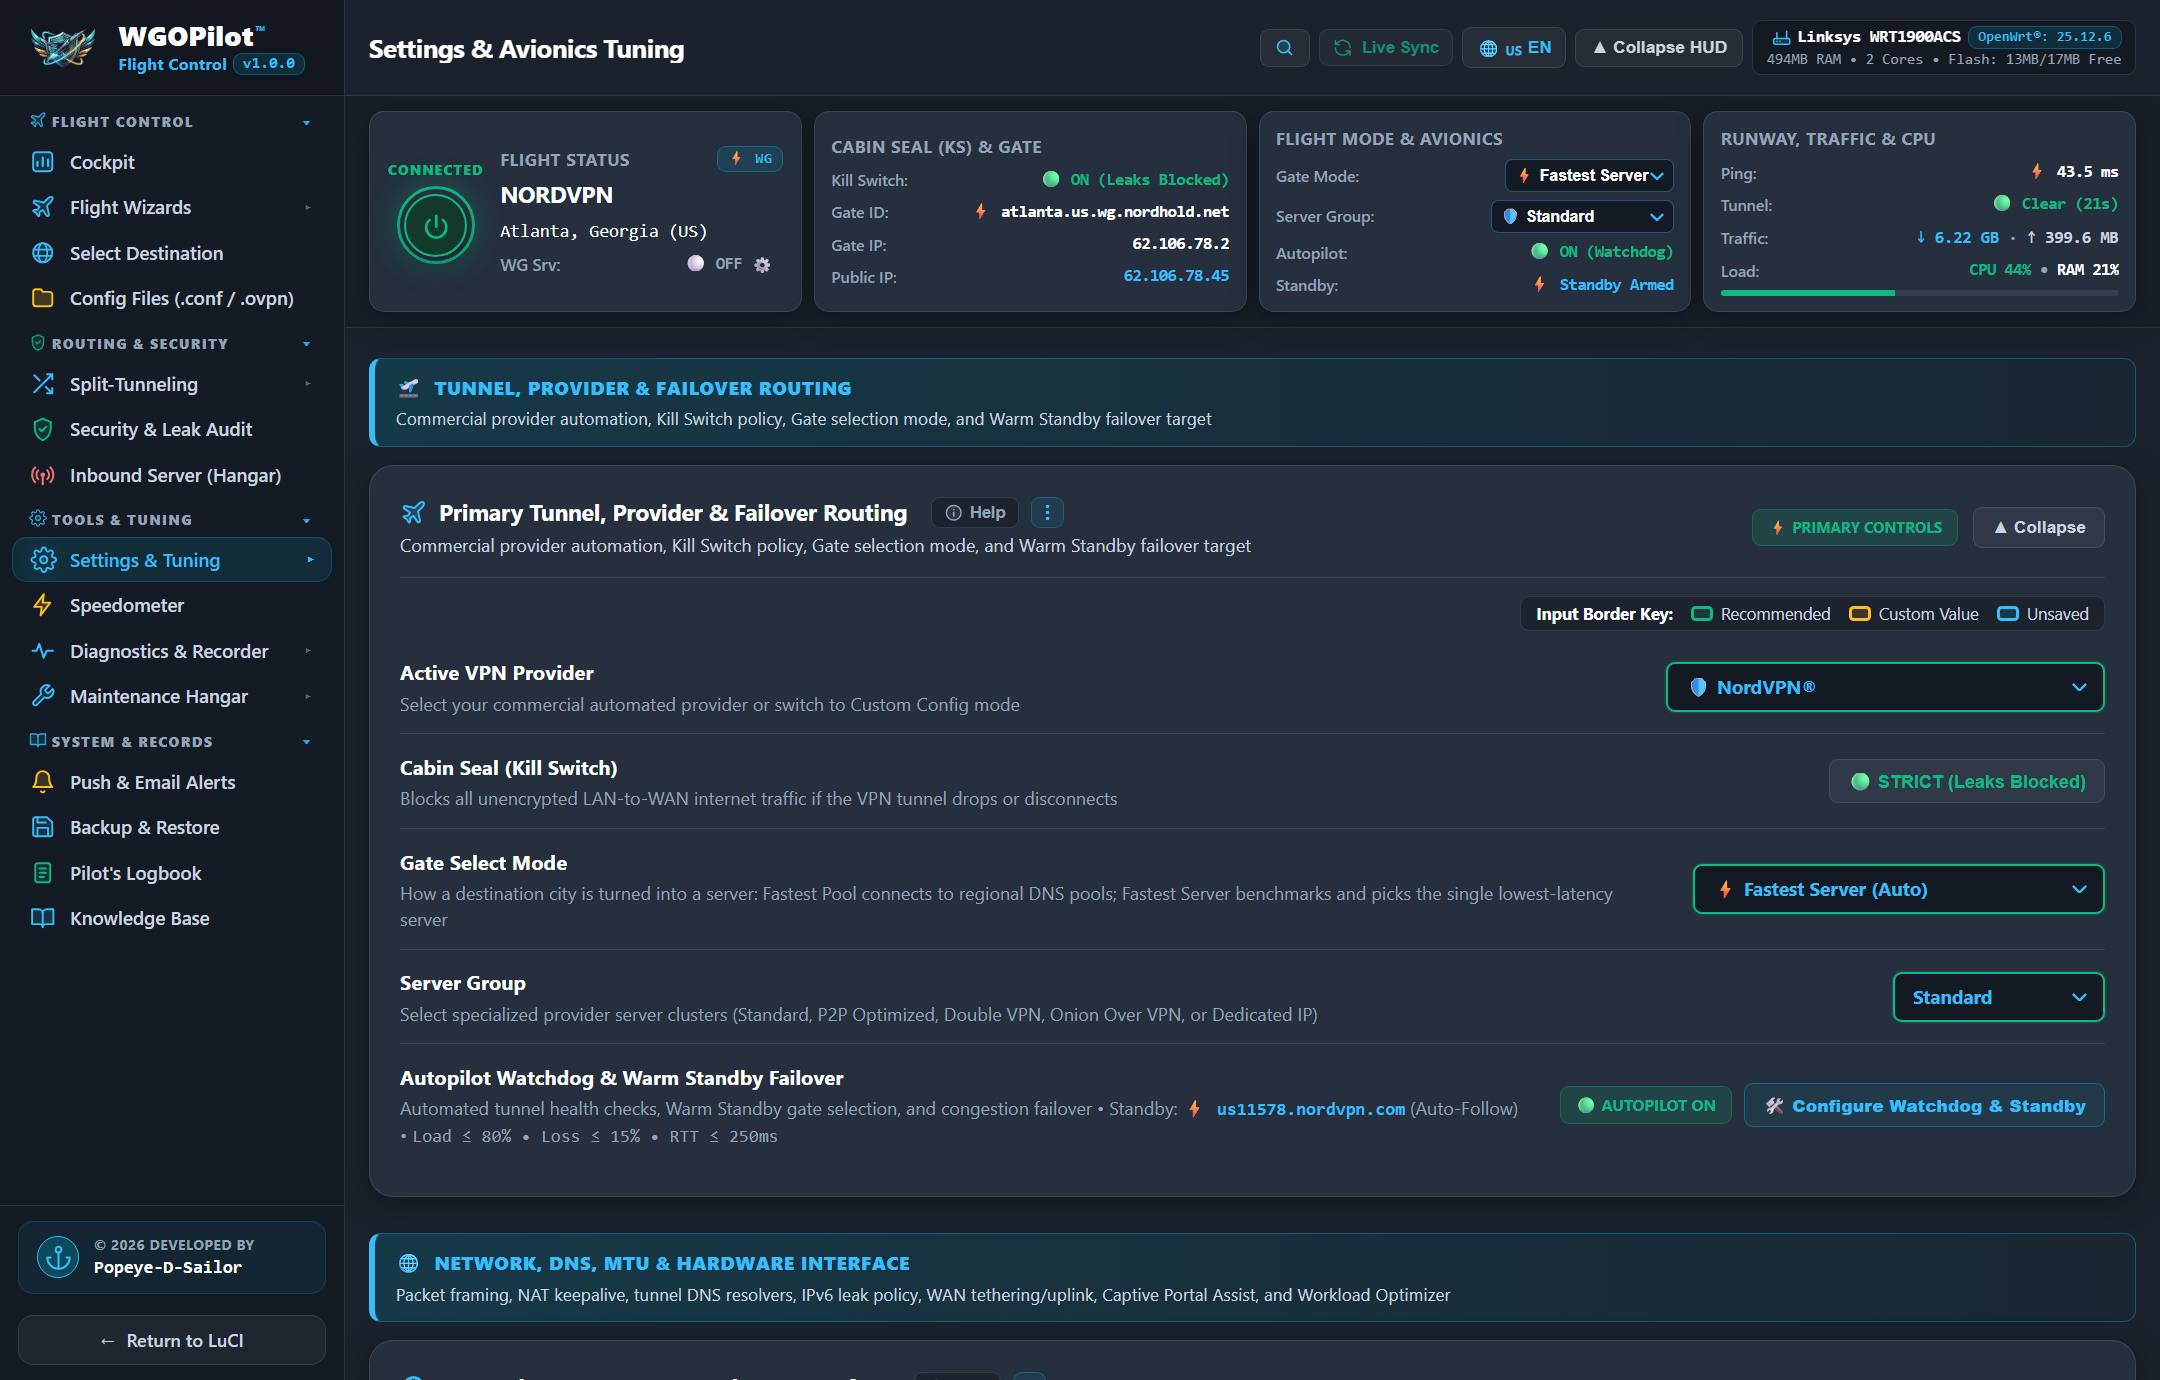 WGOPilot™
Flight Control v1.0.0
FLIGHT CONTROL
Cockpit
Flight Wizards
Select Destination
Config Files (.conf / .ovpn)
ROUTING & SECURITY
Split-Tunneling
Security & Leak Audit
Inbound Server (Hangar)
TOOLS & TUNING
Settings & Tuning
Speedometer
Diagnostics & Recorder
Maintenance Hangar
SYSTEM & RECORDS
Push & Email Alerts
Backup & Restore
Pilot's Logbook
Knowledge Base
© 2026 DEVELOPED BY
Popeye-D-Sailor
← Return to LuCI
Settings & Avionics Tuning
Live Sync
US EN
▲ Collapse HUD
Linksys WRT1900ACS OpenWrt®: 25.12.6
494MB RAM • 2 Cores • Flash: 13MB/17MB Free
CONNECTED
FLIGHT STATUS
WG
NORDVPN
Atlanta, Georgia (US)
WG Srv: OFF
CABIN SEAL (KS) & GATE
Kill Switch: ON (Leaks Blocked)
Gate ID: atlanta.us.wg.nordhold.net
Gate IP: 62.106.78.2
Public IP: 62.106.78.45
FLIGHT MODE & AVIONICS
Gate Mode: Fastest Server
Server Group: Standard
Autopilot: ON (Watchdog)
Standby: Standby Armed
RUNWAY, TRAFFIC & CPU
Ping: 43.5 ms
Tunnel: Clear (21s)
Traffic: ↓ 6.22 GB · ↑ 399.6 MB
Load: CPU 44% • RAM 21%
TUNNEL, PROVIDER & FAILOVER ROUTING
Commercial provider automation, Kill Switch policy, Gate selection mode, and Warm Standby failover target
Primary Tunnel, Provider & Failover Routing
Help
Commercial provider automation, Kill Switch policy, Gate selection mode, and Warm Standby failover target
PRIMARY CONTROLS
▲ Collapse
Input Border Key: Recommended Custom Value Unsaved
Active VPN Provider
Select your commercial automated provider or switch to Custom Config mode
NordVPN®
Cabin Seal (Kill Switch)
Blocks all unencrypted LAN-to-WAN internet traffic if the VPN tunnel drops or disconnects
STRICT (Leaks Blocked)
Gate Select Mode
How a destination city is turned into a server: Fastest Pool connects to regional DNS pools; Fastest Server benchmarks and picks the single lowest-latency
server
Fastest Server (Auto)
Server Group
Select specialized provider server clusters (Standard, P2P Optimized, Double VPN, Onion Over VPN, or Dedicated IP)
Standard
Autopilot Watchdog & Warm Standby Failover
Automated tunnel health checks, Warm Standby gate selection, and congestion failover • Standby: us11578.nordvpn.com (Auto-Follow)
• Load ≤ 80% • Loss ≤ 15% • RTT ≤ 250ms
AUTOPILOT ON
Configure Watchdog & Standby
NETWORK, DNS, MTU & HARDWARE INTERFACE
Packet framing, NAT keepalive, tunnel DNS resolvers, IPv6 leak policy, WAN tethering/uplink, Captive Portal Assist, and Workload Optimizer